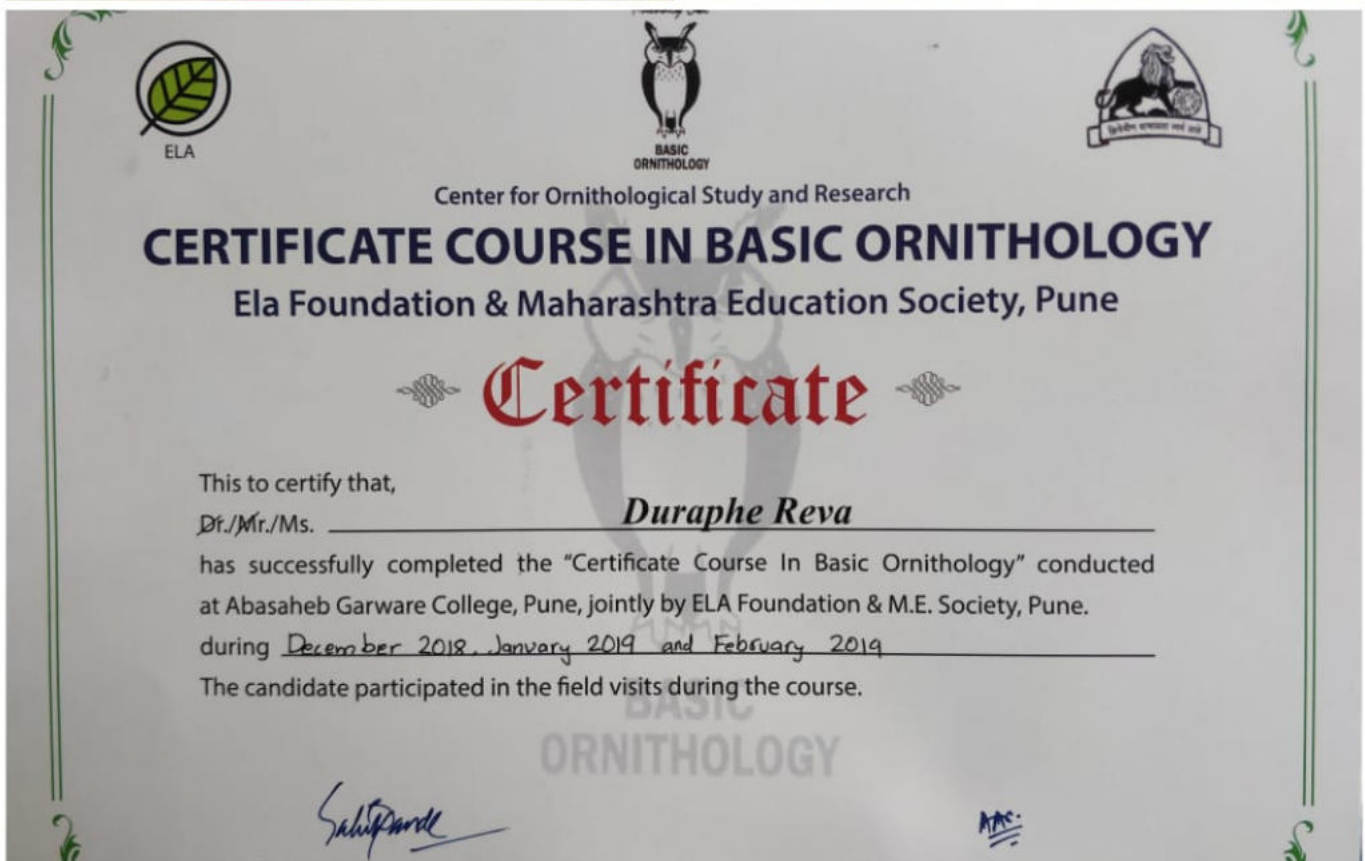 ELA
BASIC
ORNITHOLOGY
Center for Ornithological Study and Research
CERTIFICATE COURSE IN BASIC ORNITHOLOGY
Ela Foundation & Maharashtra Education Society, Pune
Certificate
This to certify that,
Dr./Mr./Ms. Duraphe Reva
has successfully completed the “Certificate Course In Basic Ornithology” conducted
at Abasaheb Garware College, Pune, jointly by ELA Foundation & M.E. Society, Pune.
during December 2018, January 2019 and February 2019
The candidate participated in the field visits during the course.
BASIC
ORNITHOLOGY